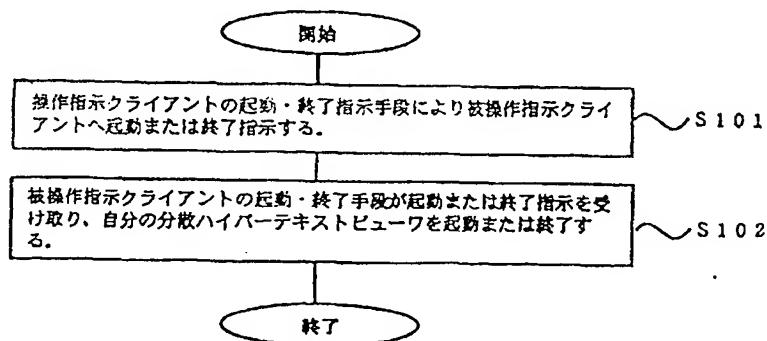 開始
操作指示クライアントの起動・終了指示手段により被操作指示クライ
アントへ起動または終了指示する。
S101
被操作指示クライアントの起動・終了手段が起動または終了指示を受
け取り、自分の分散ハイパーテキストビューワを起動または終了す
る。
S102
終了